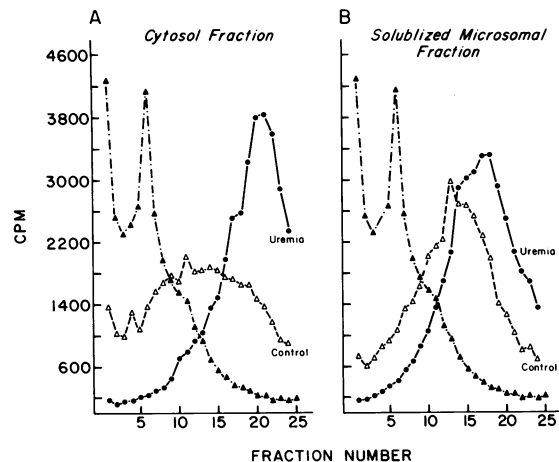 A
Cytosol Fraction
B
Solublized Microsomal
Fraction
CPM
4600
3800
3000
2200
1400
600
Uremia
Control
Uremia
Control
5 10 15 20 25
5 10 15 20 25
FRACTION NUMBER